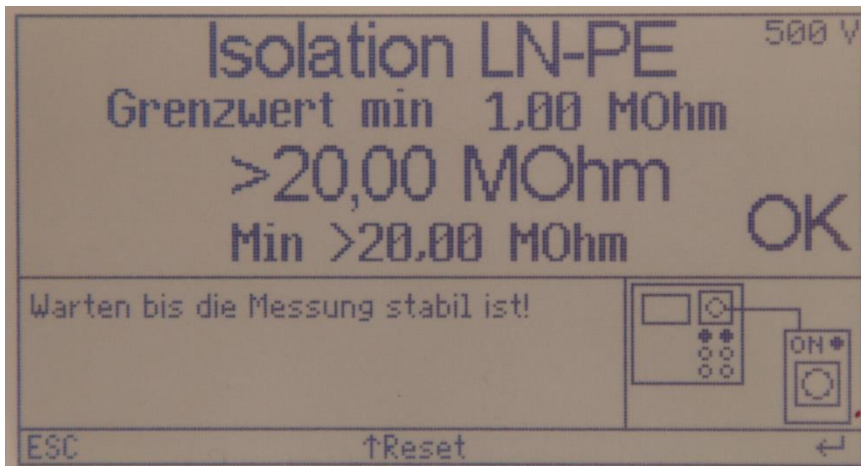 Isolation LN-PE
500 V
Grenzwert min 1,00 MOhm
>20,00 MOhm
OK
Min >20,00 MOhm
Warten bis die Messung stabil ist!
ON
ESC ↑Reset ↵